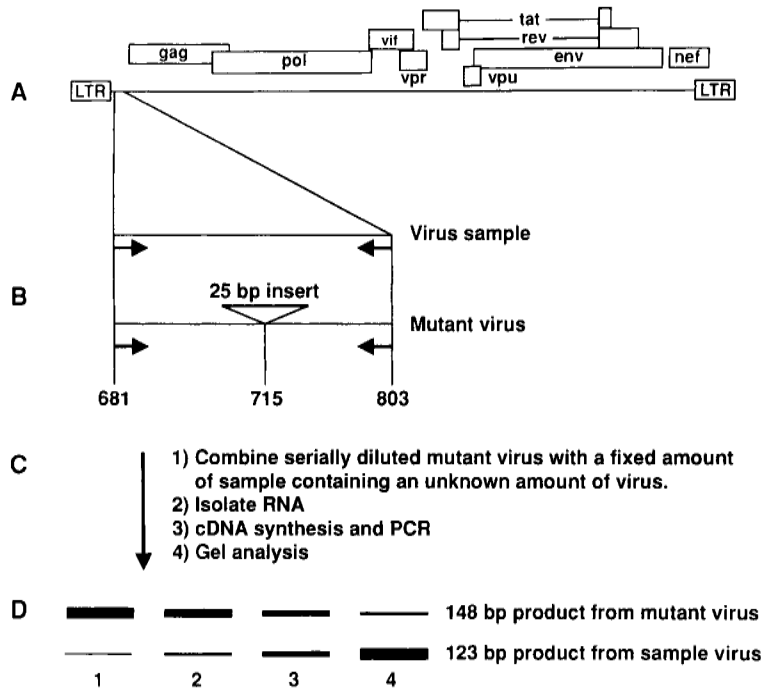 tat
gag
vif
rev
pol
env
nef
vpr
vpu
A
LTR
LTR
Virus sample
B
25 bp insert
Mutant virus
681
715
803
C
1) Combine serially diluted mutant virus with a fixed amount
of sample containing an unknown amount of virus.
2) Isolate RNA
3) cDNA synthesis and PCR
4) Gel analysis
D
148 bp product from mutant virus
123 bp product from sample virus
1 2 3 4